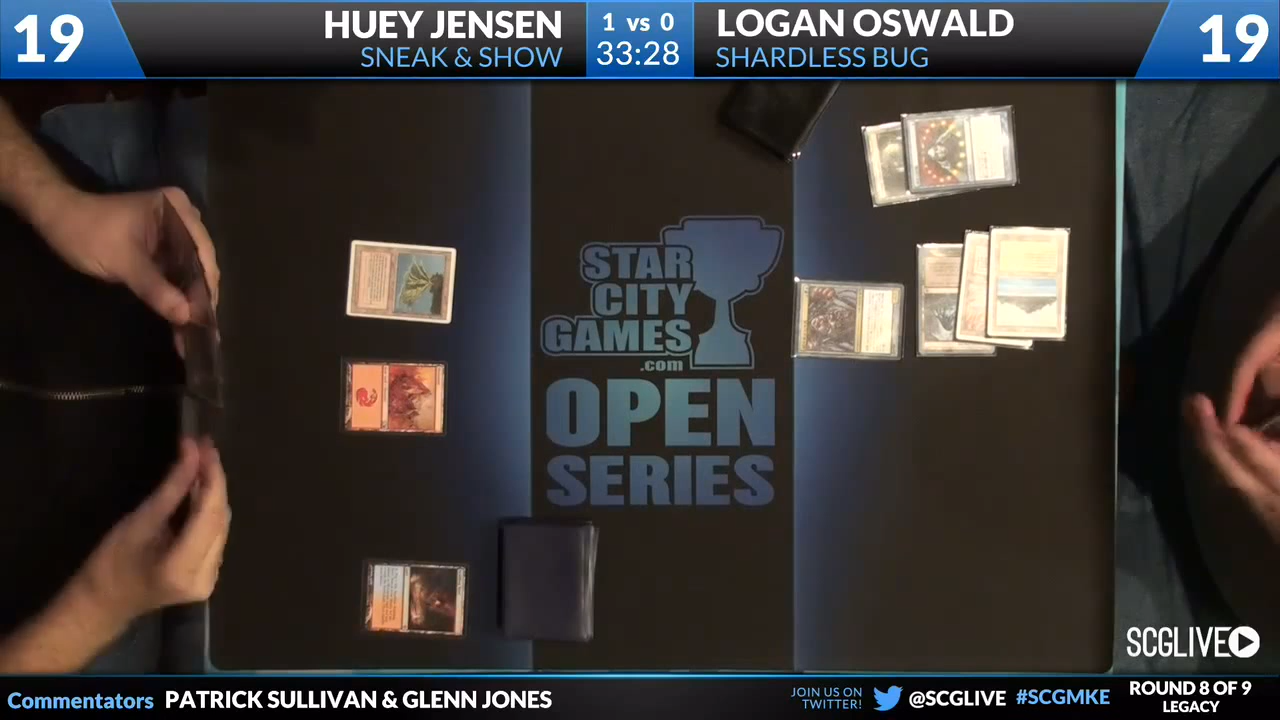 19
HUEY JENSEN
SNEAK & SHOW
1 vs 0
33:28
LOGAN OSWALD
SHARDLESS BUG
19
STAR
CITY
GAMES
.com
OPEN
SERIES
SCGLIVE
Commentators PATRICK SULLIVAN & GLENN JONES
JOIN US ON
TWITTER!
@SCGLIVE #SCGMKE
ROUND 8 OF 9
LEGACY